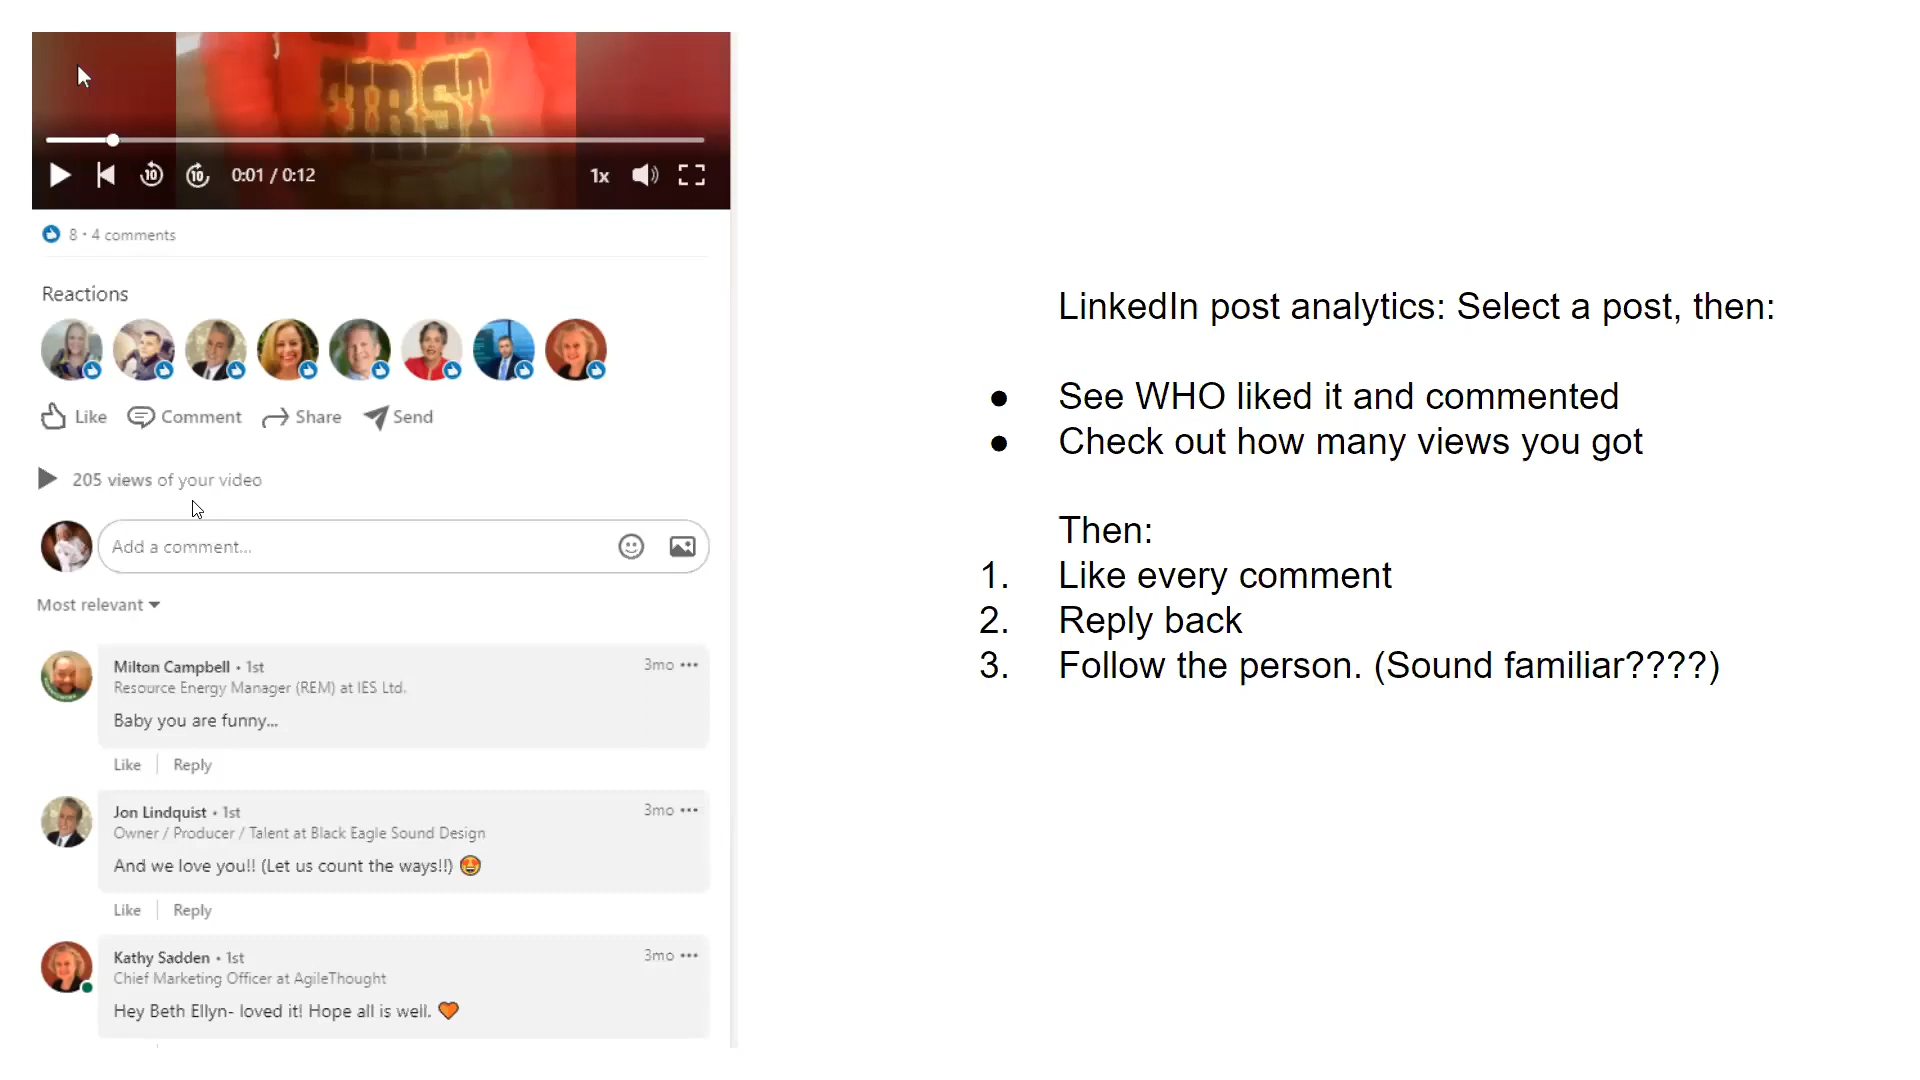 FIRST
10 10 0:01 / 0:12 1x
8 • 4 comments
Reactions
Like Comment Share Send
205 views of your video
Add a comment...
Most relevant
Milton Campbell • 1st 3mo •••
Resource Energy Manager (REM) at IES Ltd.
Baby you are funny...
Like Reply
Jon Lindquist • 1st 3mo •••
Owner / Producer / Talent at Black Eagle Sound Design
And we love you!! (Let us count the ways!!) 🤩
Like Reply
Kathy Sadden • 1st 3mo •••
Chief Marketing Officer at AgileThought
Hey Beth Ellyn- loved it! Hope all is well. 🧡
LinkedIn post analytics: Select a post, then:
● See WHO liked it and commented
● Check out how many views you got
Then:
1. Like every comment
2. Reply back
3. Follow the person. (Sound familiar????)